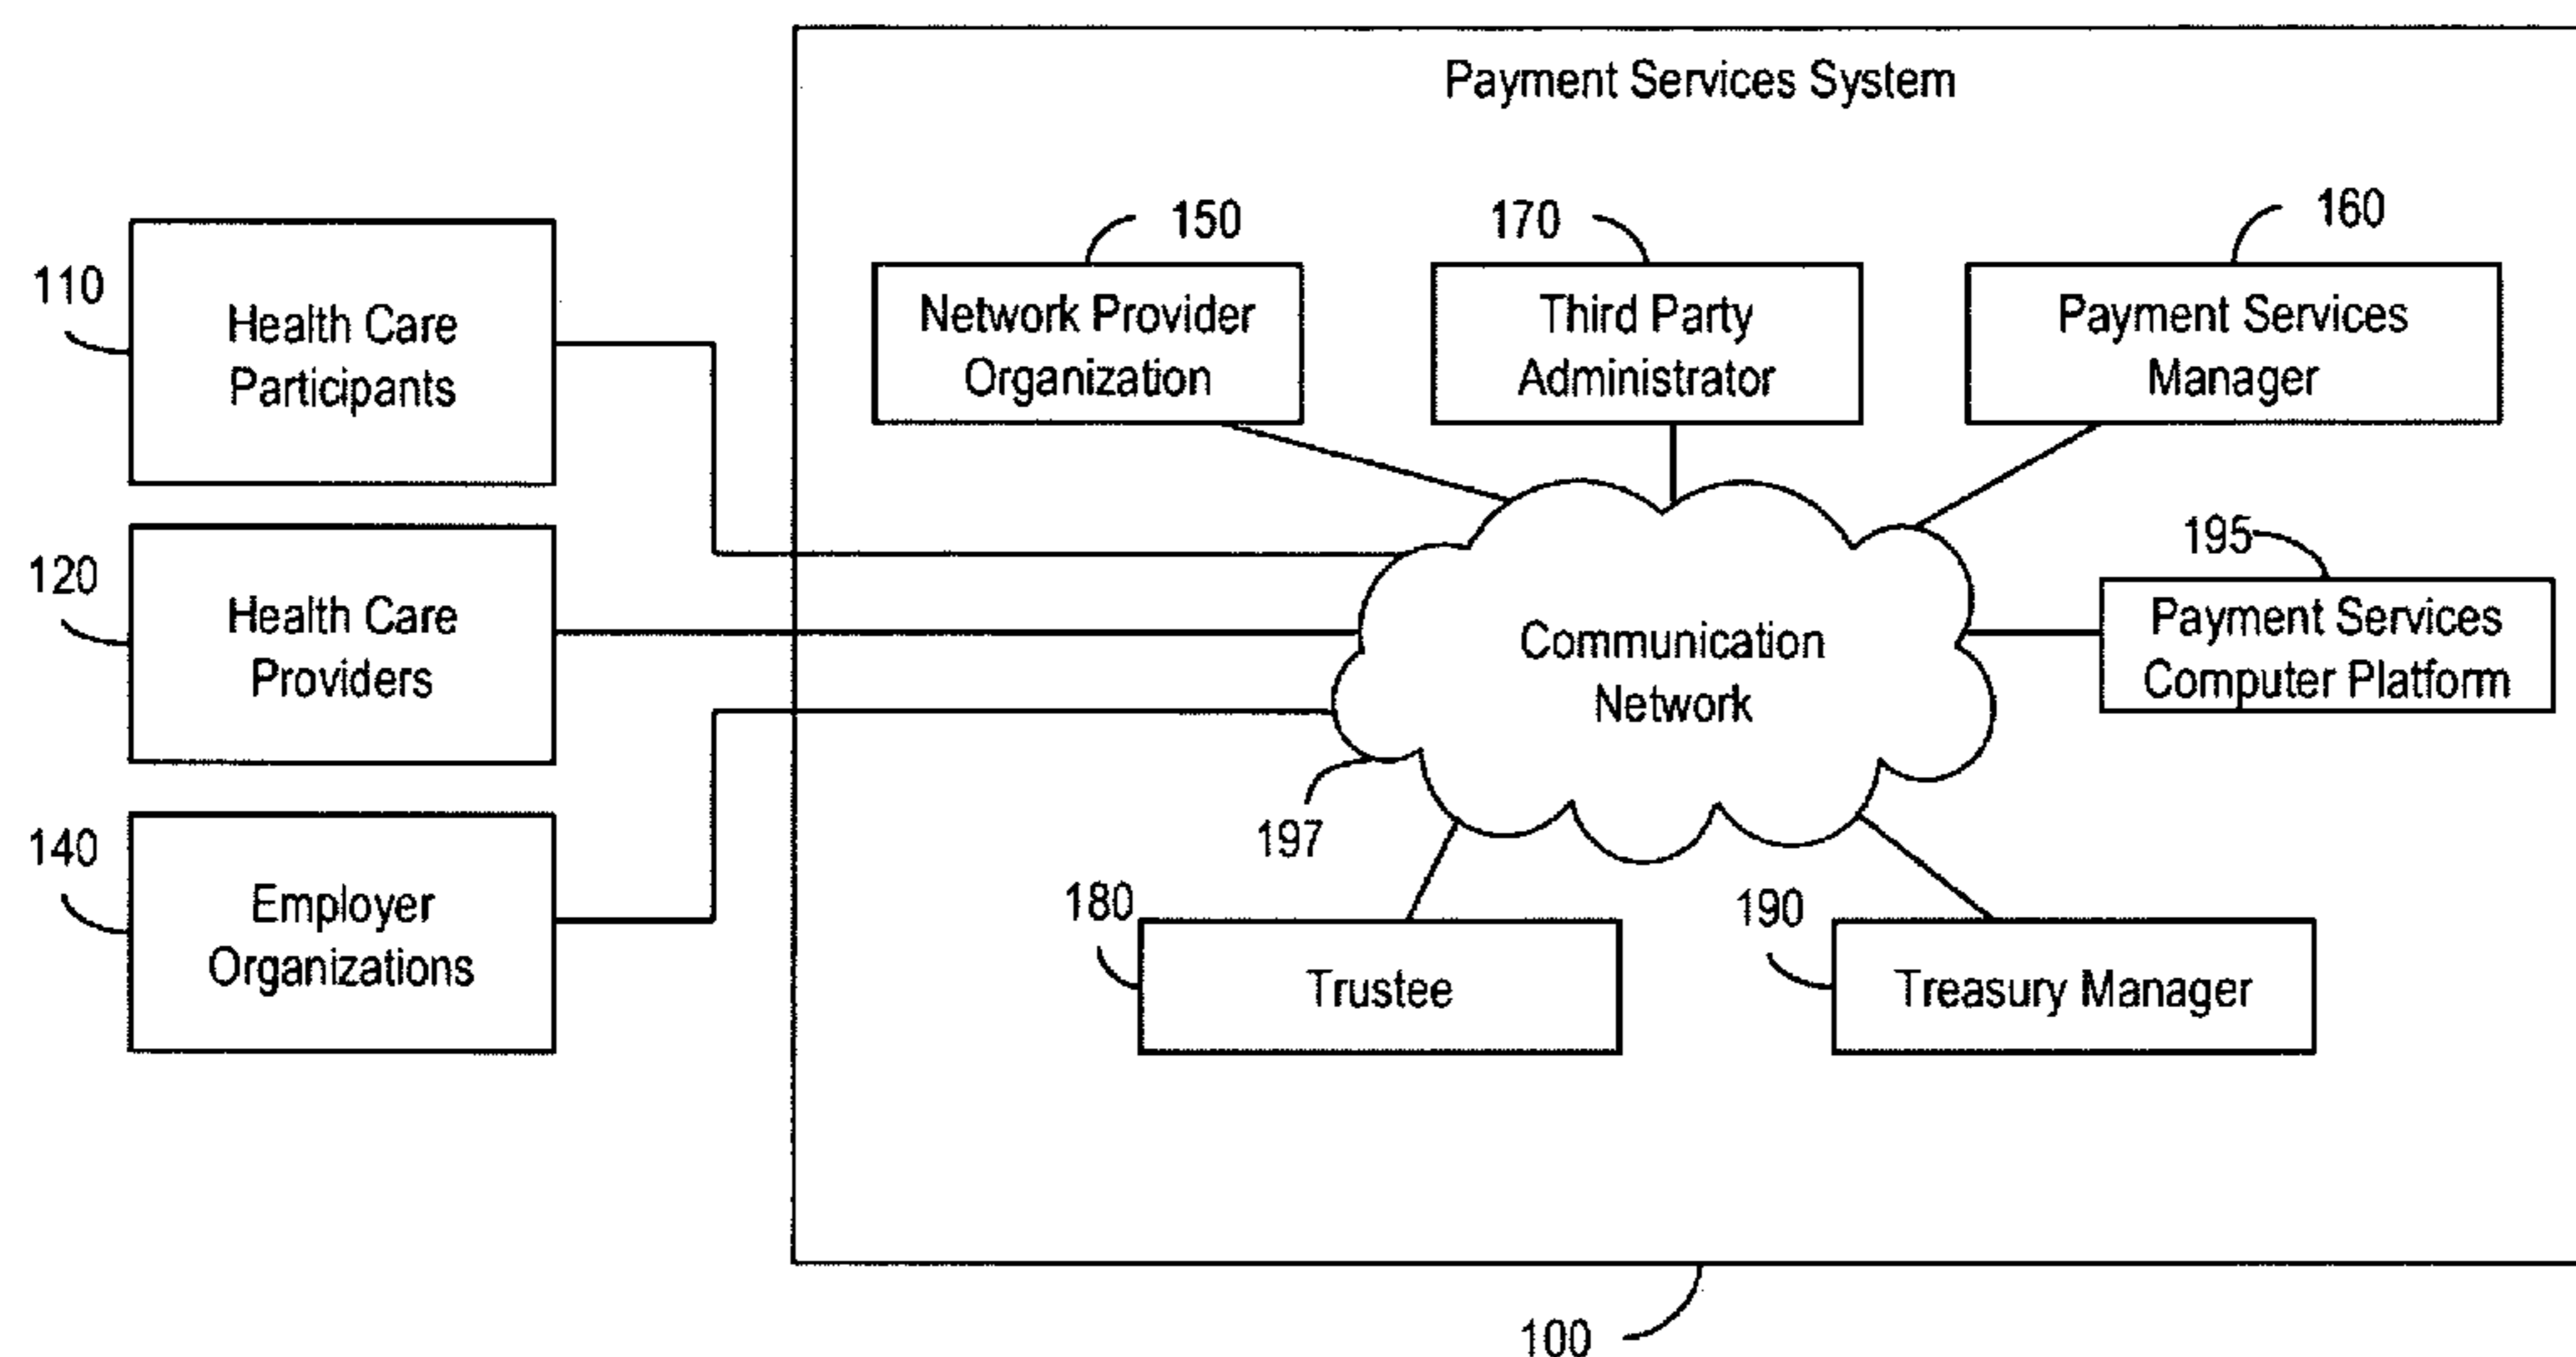 Payment Services System
150
170
160
110
Health Care
Participants
Network Provider
Organization
Third Party
Administrator
Payment Services
Manager
120
Health Care
Providers
195
Payment Services
Computer Platform
Communication
Network
197
140
Employer
Organizations
180
Trustee
190
Treasury Manager
100